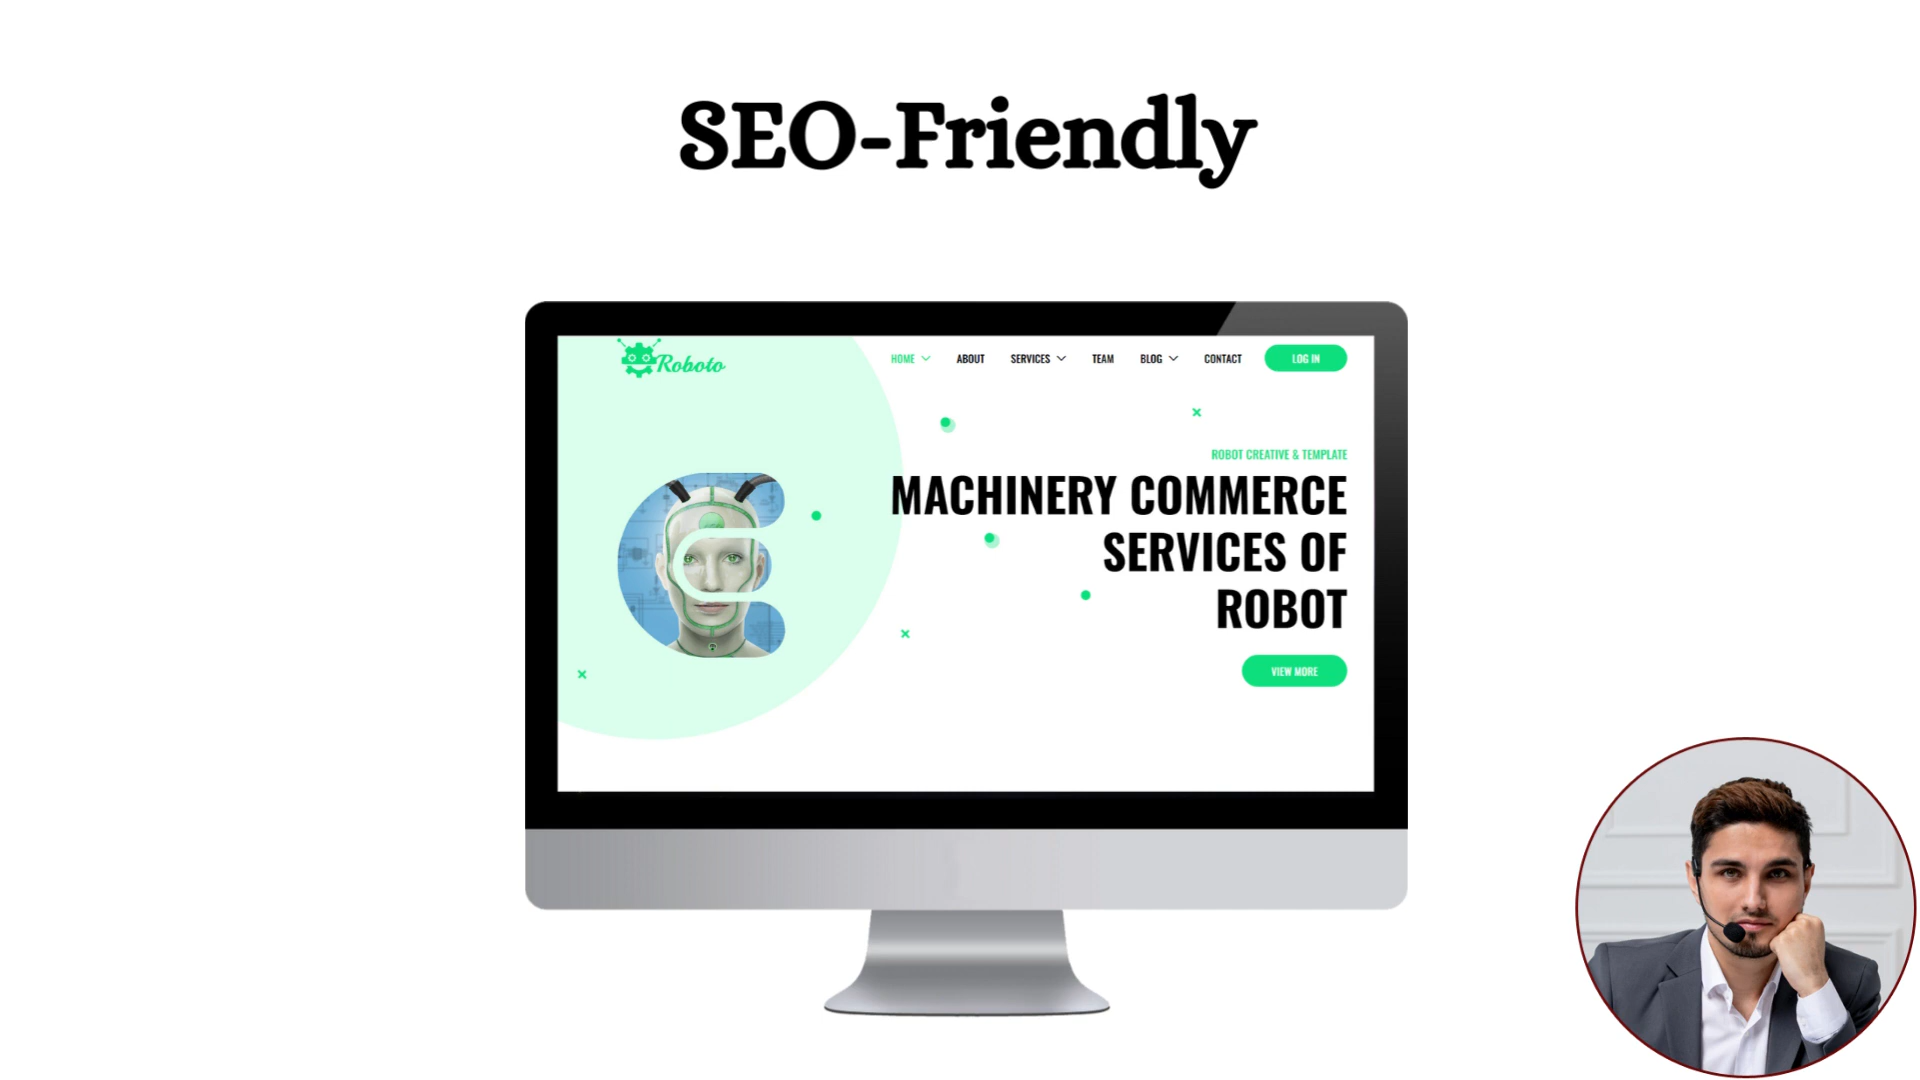 SEO-Friendly
Roboto
HOME ABOUT SERVICES TEAM BLOG CONTACT LOG IN
ROBOT CREATIVE & TEMPLATE
MACHINERY COMMERCE
SERVICES OF
ROBOT
VIEW MORE